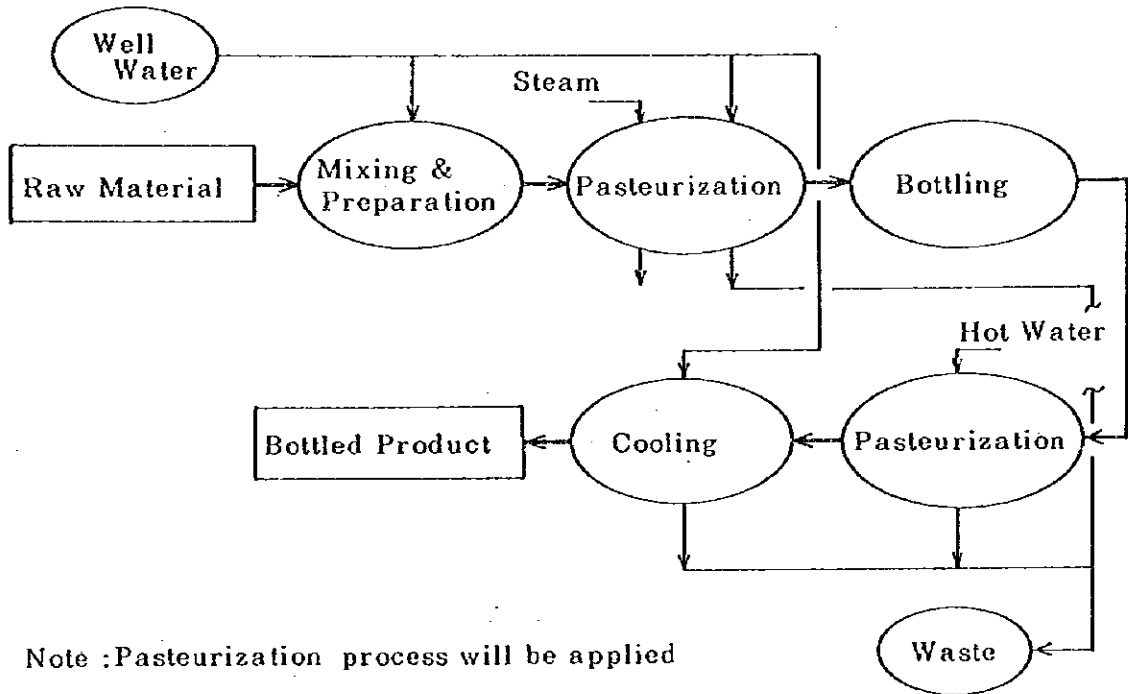 Well
Water
Steam
Raw Material
Mixing &
Preparation
Pasteurization
Bottling
Hot Water
Bottled Product
Cooling
Pasteurization
Note :Pasteurization process will be applied
Waste